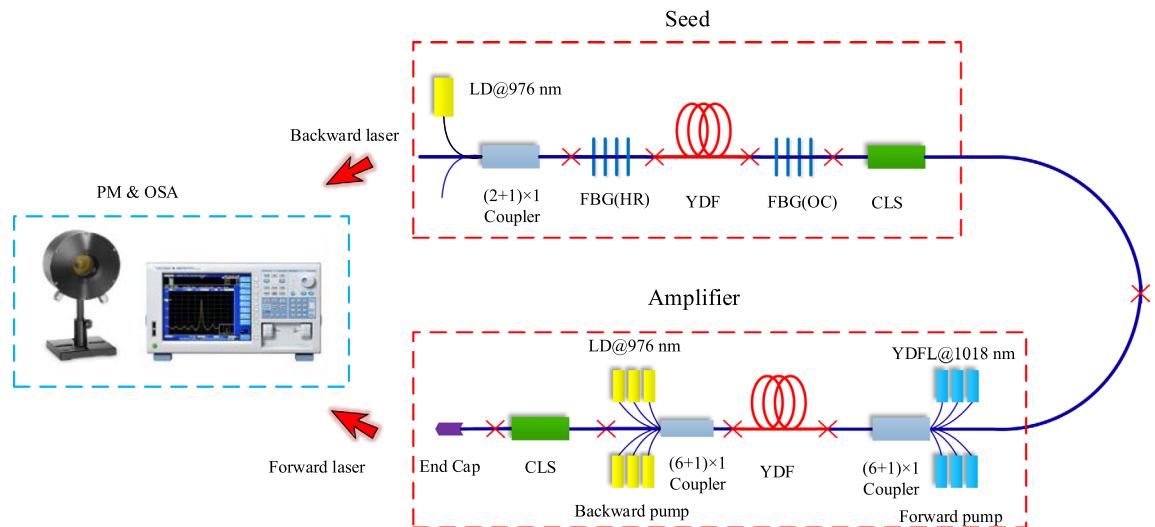 Seed
LD@976 nm
Backward laser
(2+1)×1
Coupler
FBG(HR)
YDF
FBG(OC)
CLS
PM & OSA
Amplifier
LD@976 nm
YDFL@1018 nm
End Cap
CLS
(6+1)×1
Coupler
YDF
(6+1)×1
Coupler
Forward laser
Backward pump
Forward pump